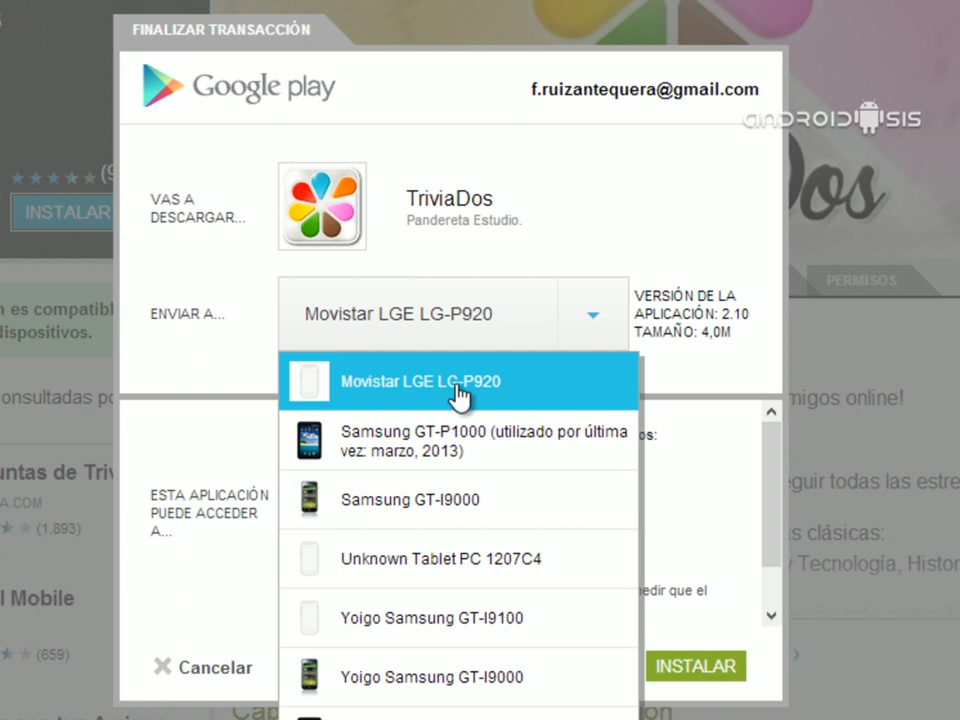 FINALIZAR TRANSACCIÓN
Google play
f.ruizantequera@gmail.com
ANDROIDSIS
INSTALAR
Dos
VAS A
DESCARGAR...
TriviaDos
Pandereta Estudio.
PERMISOS
ENVIAR A...
Movistar LGE LG-P920
VERSIÓN DE LA
APLICACIÓN: 2.10
TAMAÑO: 4,0M
n es compatibl
dispositivos.
Movistar LGE LG-P920
onsultadas po
migos online!
Samsung GT-P1000 (utilizado por última
vez: marzo, 2013)
os:
untas de Triv
A.COM
(1.893)
eguir todas las estre
ESTA APLICACIÓN
PUEDE ACCEDER
A...
Samsung GT-I9000
s clásicas:
y Tecnología, Histor
Unknown Tablet PC 1207C4
edir que el
l Mobile
Yoigo Samsung GT-I9100
(659)
Cancelar
Yoigo Samsung GT-I9000
INSTALAR